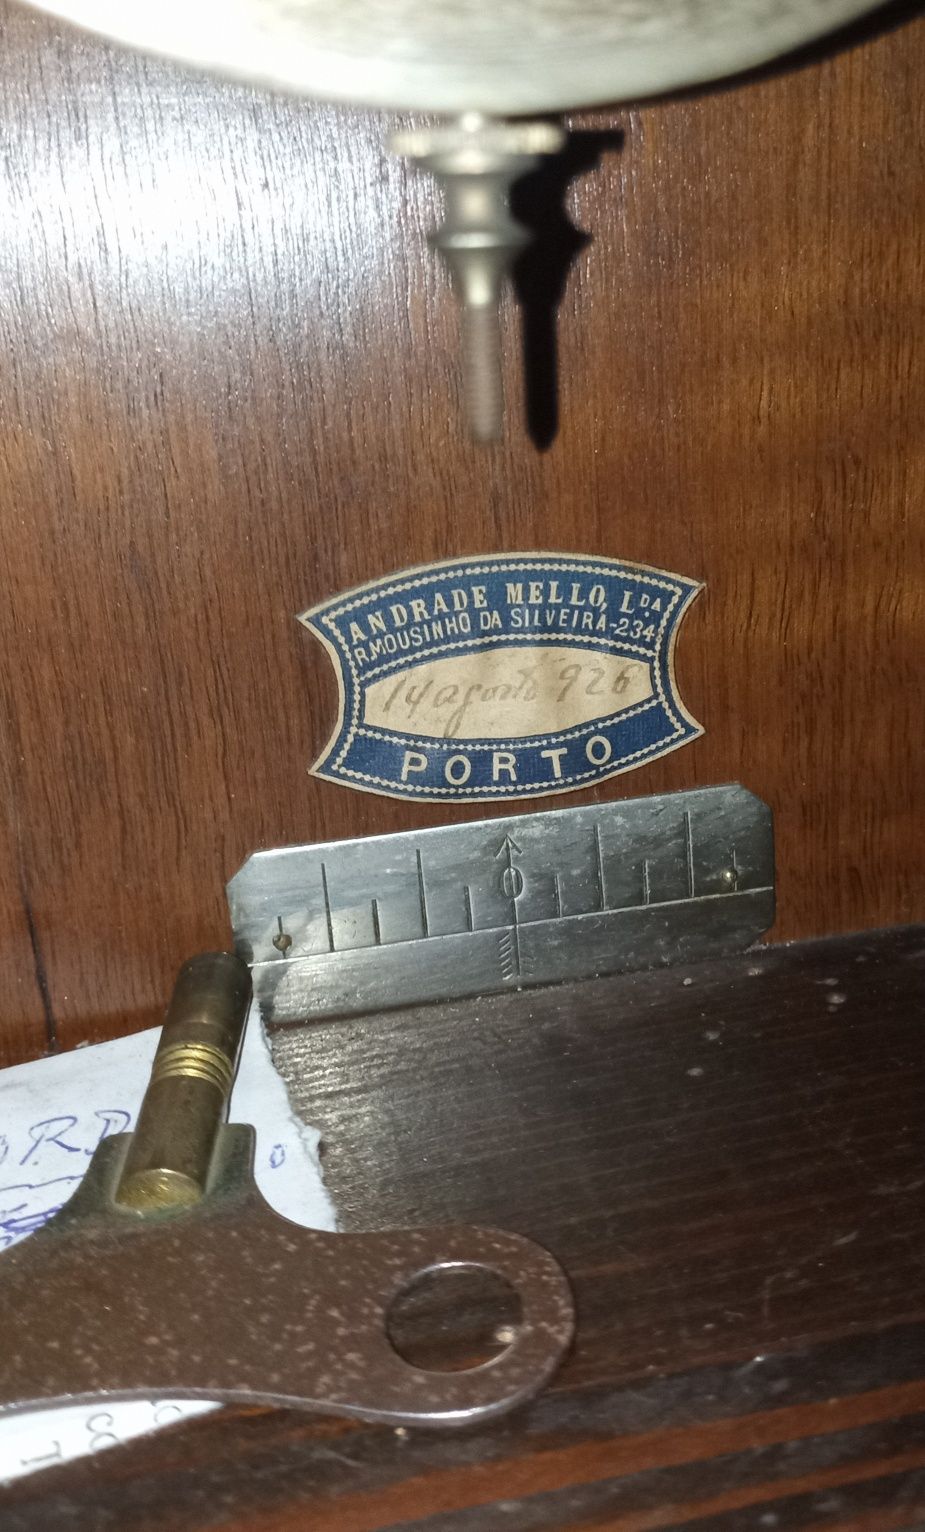 ANDRADE MELLO, LDA
R. MOUSINHO DA SILVEIRA-234
14 agosto 926
PORTO
0